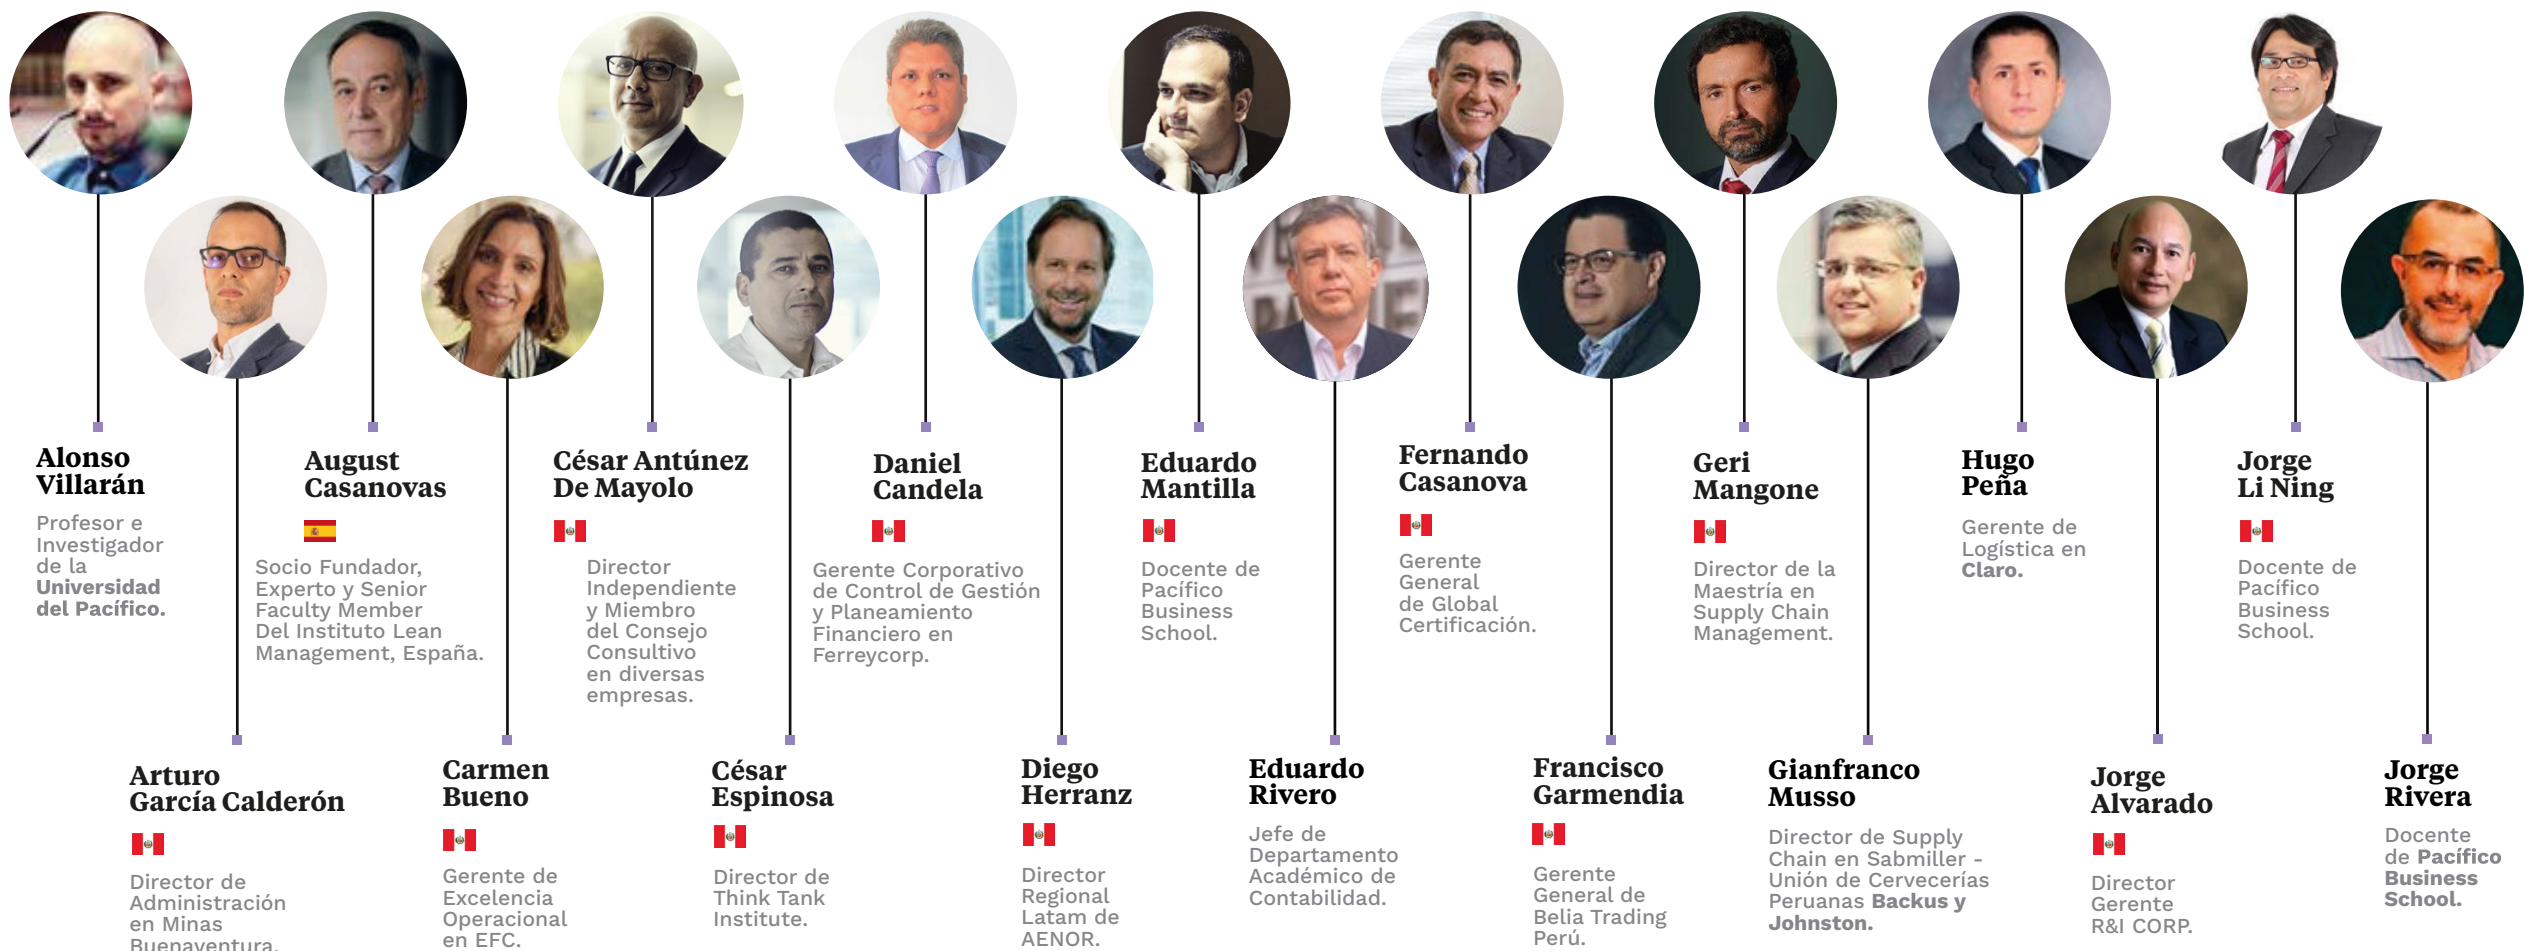 Alonso
Villarán
Profesor e
Investigador
de la
Universidad
del Pacífico.
Arturo
García Calderón
Director de
Administración
en Minas
Buenaventura.
August
Casanovas
Socio Fundador,
Experto y Senior
Faculty Member
Del Instituto Lean
Management, España.
Carmen
Bueno
Gerente de
Excelencia
Operacional
en EFC.
César Antúnez
De Mayolo
Director
Independiente
y Miembro
del Consejo
Consultivo
en diversas
empresas.
César
Espinosa
Director de
Think Tank
Institute.
Daniel
Candela
Gerente Corporativo
de Control de Gestión
y Planeamiento
Financiero en
Ferreycorp.
Diego
Herranz
Director
Regional
Latam de
AENOR.
Eduardo
Mantilla
Docente de
Pacífico
Business
School.
Eduardo
Rivero
Jefe de
Departamento
Académico de
Contabilidad.
Fernando
Casanova
Gerente
General
de Global
Certificación.
Francisco
Garmendia
Gerente
General de
Belia Trading
Perú.
Geri
Mangone
Director de la
Maestría en
Supply Chain
Management.
Gianfranco
Musso
Director de Supply
Chain en Sabmiller -
Unión de Cervecerías
Peruanas Backus y
Johnston.
Hugo
Peña
Gerente de
Logística en
Claro.
Jorge
Alvarado
Director
Gerente
R&I CORP.
Jorge
Li Ning
Docente de
Pacífico
Business
School.
Jorge
Rivera
Docente
de Pacífico
Business
School.